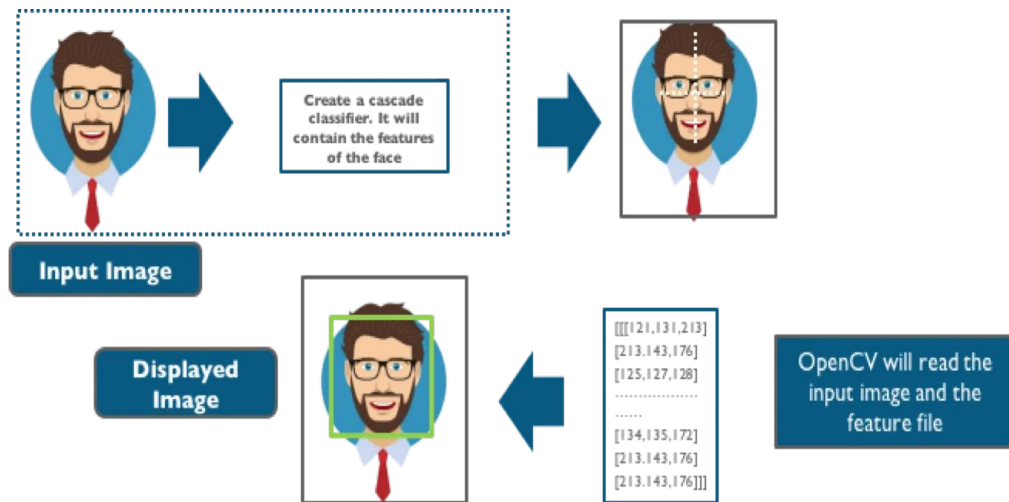 Create a cascade
classifier. It will
contain the features
of the face
Input Image
Displayed
Image
[[[121,131,213]
[213.143,176]
[125,127,128]
...................
......
[134,135,172]
[213.143,176]
[213.143,176]]]
OpenCV will read the
input image and the
feature file